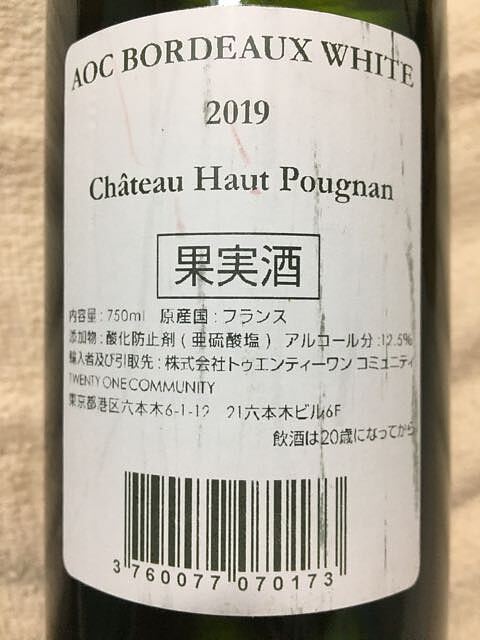 AOC BORDEAUX WHITE
2019
Château Haut Pougnan
果実酒
内容量 : 750ml 原産国 : フランス
添加物 : 酸化防止剤 ( 亜硫酸塩 ) アルコール分 : 12.5%
輸入者及び引取先 : 株式会社トゥエンティーワン コミュニティ
TWENTY ONE COMMUNITY
東京都港区六本木6-1-12 21六本木ビル6F
飲酒は20歳になってから
3 760077 070173